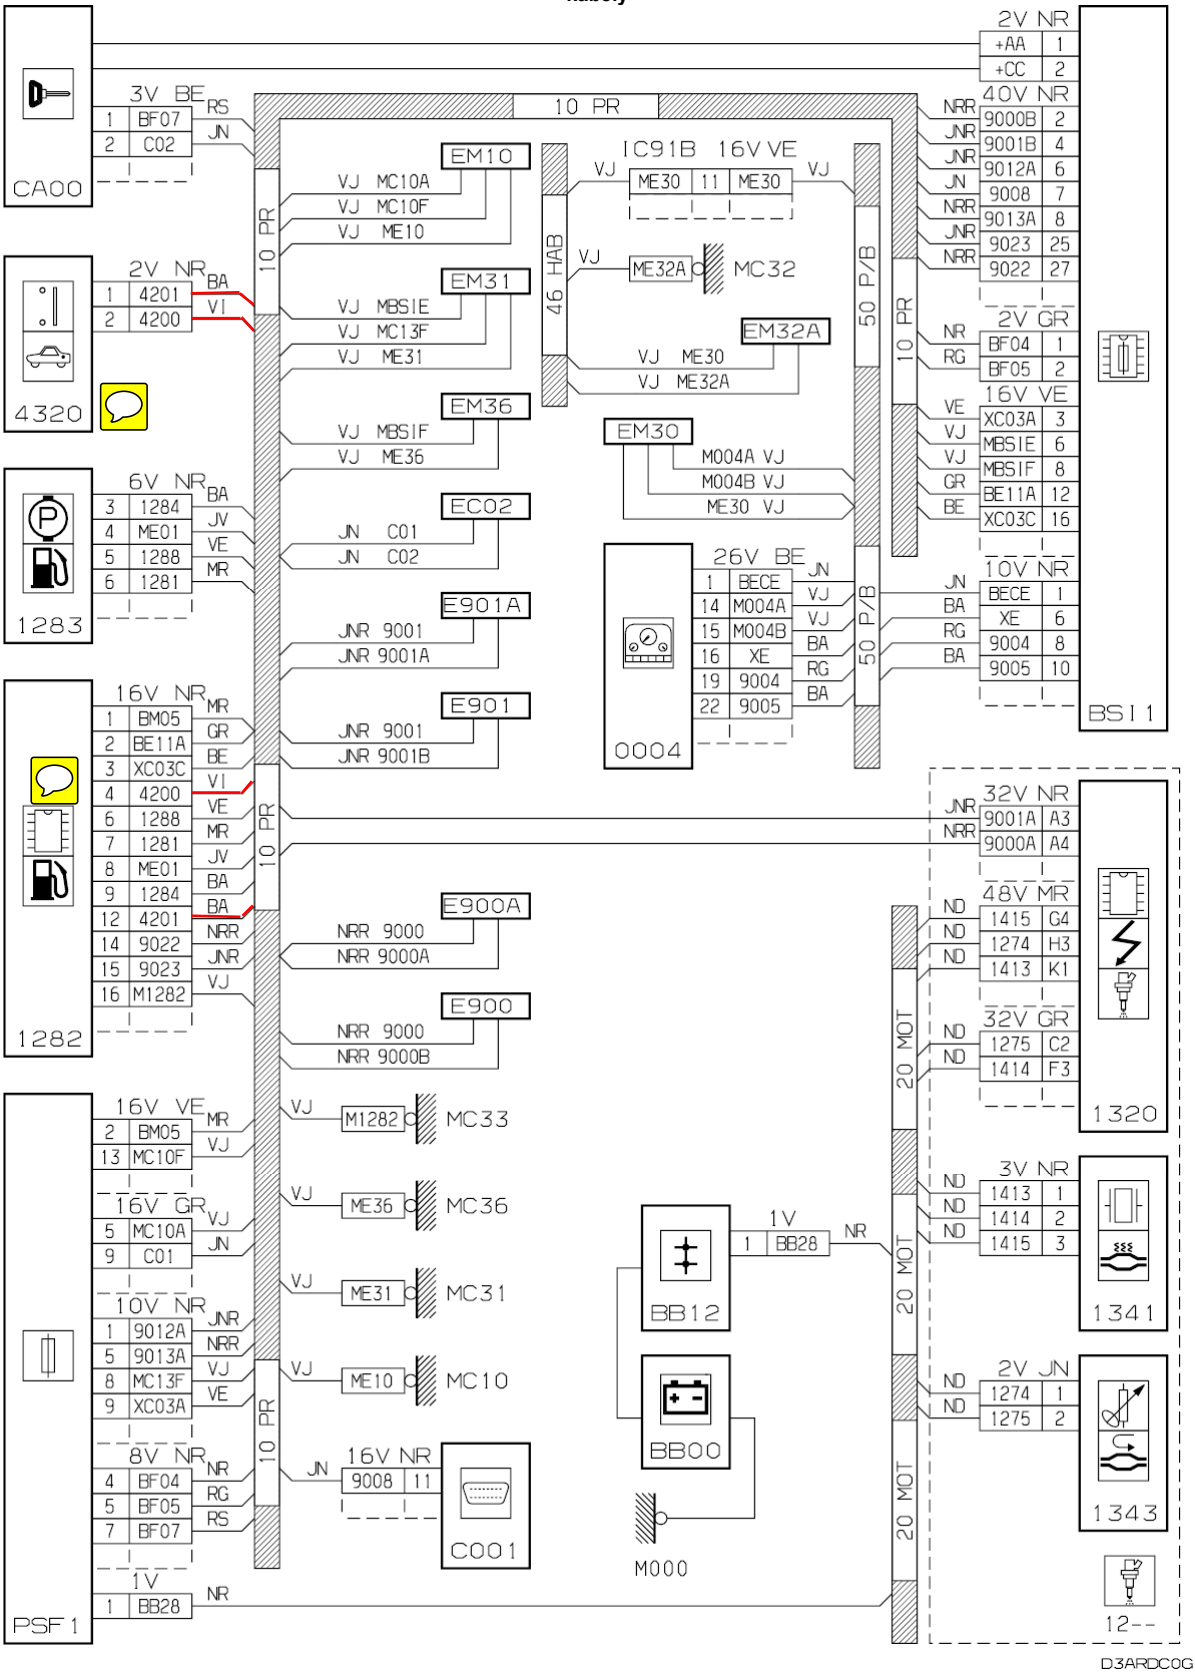 2V NR
+AA 1
+CC 2
CA00
3V BE
1 BF07 RS
2 C02 JN
10 PR
40V NR
NRR 9000B 2
JNR 9001B 4
JNR 9012A 6
JN 9008 7
NRR 9013A 8
JNR 9023 25
NRR 9022 27
2V GR
NR BF04 1
RG BF05 2
16V VE
VE XC03A 3
VJ MBSIE 6
VJ MBSIF 8
GR BE11A 12
BE XC03C 16
10V NR
JN BECE 1
BA XE 6
RG 9004 8
BA 9005 10
BSI1
10 PR
10 PR
EM10
VJ MC10A
VJ MC10F
VJ ME10
EM31
VJ MBSIE
VJ MC13F
VJ ME31
EM36
VJ MBSIF
VJ ME36
EC02
JN C01
JN C02
E901A
JNR 9001
JNR 9001A
E901
JNR 9001
JNR 9001B
IC91B 16V VE
VJ ME30 11 ME30 VJ
46 HAB
50 P/B
VJ ME32A MC32
EM32A
VJ ME30
VJ ME32A
EM30
M004A VJ
M004B VJ
ME30 VJ
26V BE
1 BECE JN
14 M004A VJ
15 M004B VJ
16 XE BA
19 9004 RG
22 9005 BA
0004
50 P/B
2V NR
1 4201 BA
2 4200 VI
4320
6V NR
3 1284 BA
4 ME01 JV
5 1288 VE
6 1281 MR
1283
16V NR
1 BM05 MR
2 BE11A GR
3 XC03C BE
4 4200 VI
6 1288 VE
7 1281 MR
8 ME01 JV
9 1284 BA
12 4201 BA
14 9022 NRR
15 9023 JNR
16 M1282 VJ
1282
10 PR
E900A
NRR 9000
NRR 9000A
E900
NRR 9000
NRR 9000B
32V NR
JNR 9001A A3
NRR 9000A A4
48V MR
ND 1415 G4
ND 1274 H3
ND 1413 K1
32V GR
ND 1275 C2
ND 1414 F3
1320
20 MOT
16V VE
2 BM05 MR
13 MC10F VJ
16V GR
5 MC10A VJ
9 C01 JN
10V NR
1 9012A JNR
5 9013A NRR
8 MC13F VJ
9 XC03A VE
8V NR
4 BF04 NR
5 BF05 RG
7 BF07 RS
1V
1 BB28 NR
PSF1
10 PR
VJ M1282 MC33
VJ ME36 MC36
VJ ME31 MC31
VJ ME10 MC10
16V NR
JN 9008 11
C001
1V
1 BB28 NR
BB12
BB00
M000
20 MOT
20 MOT
3V NR
ND 1413 1
ND 1414 2
ND 1415 3
1341
2V JN
ND 1274 1
ND 1275 2
1343
12--
D3ARDC0G